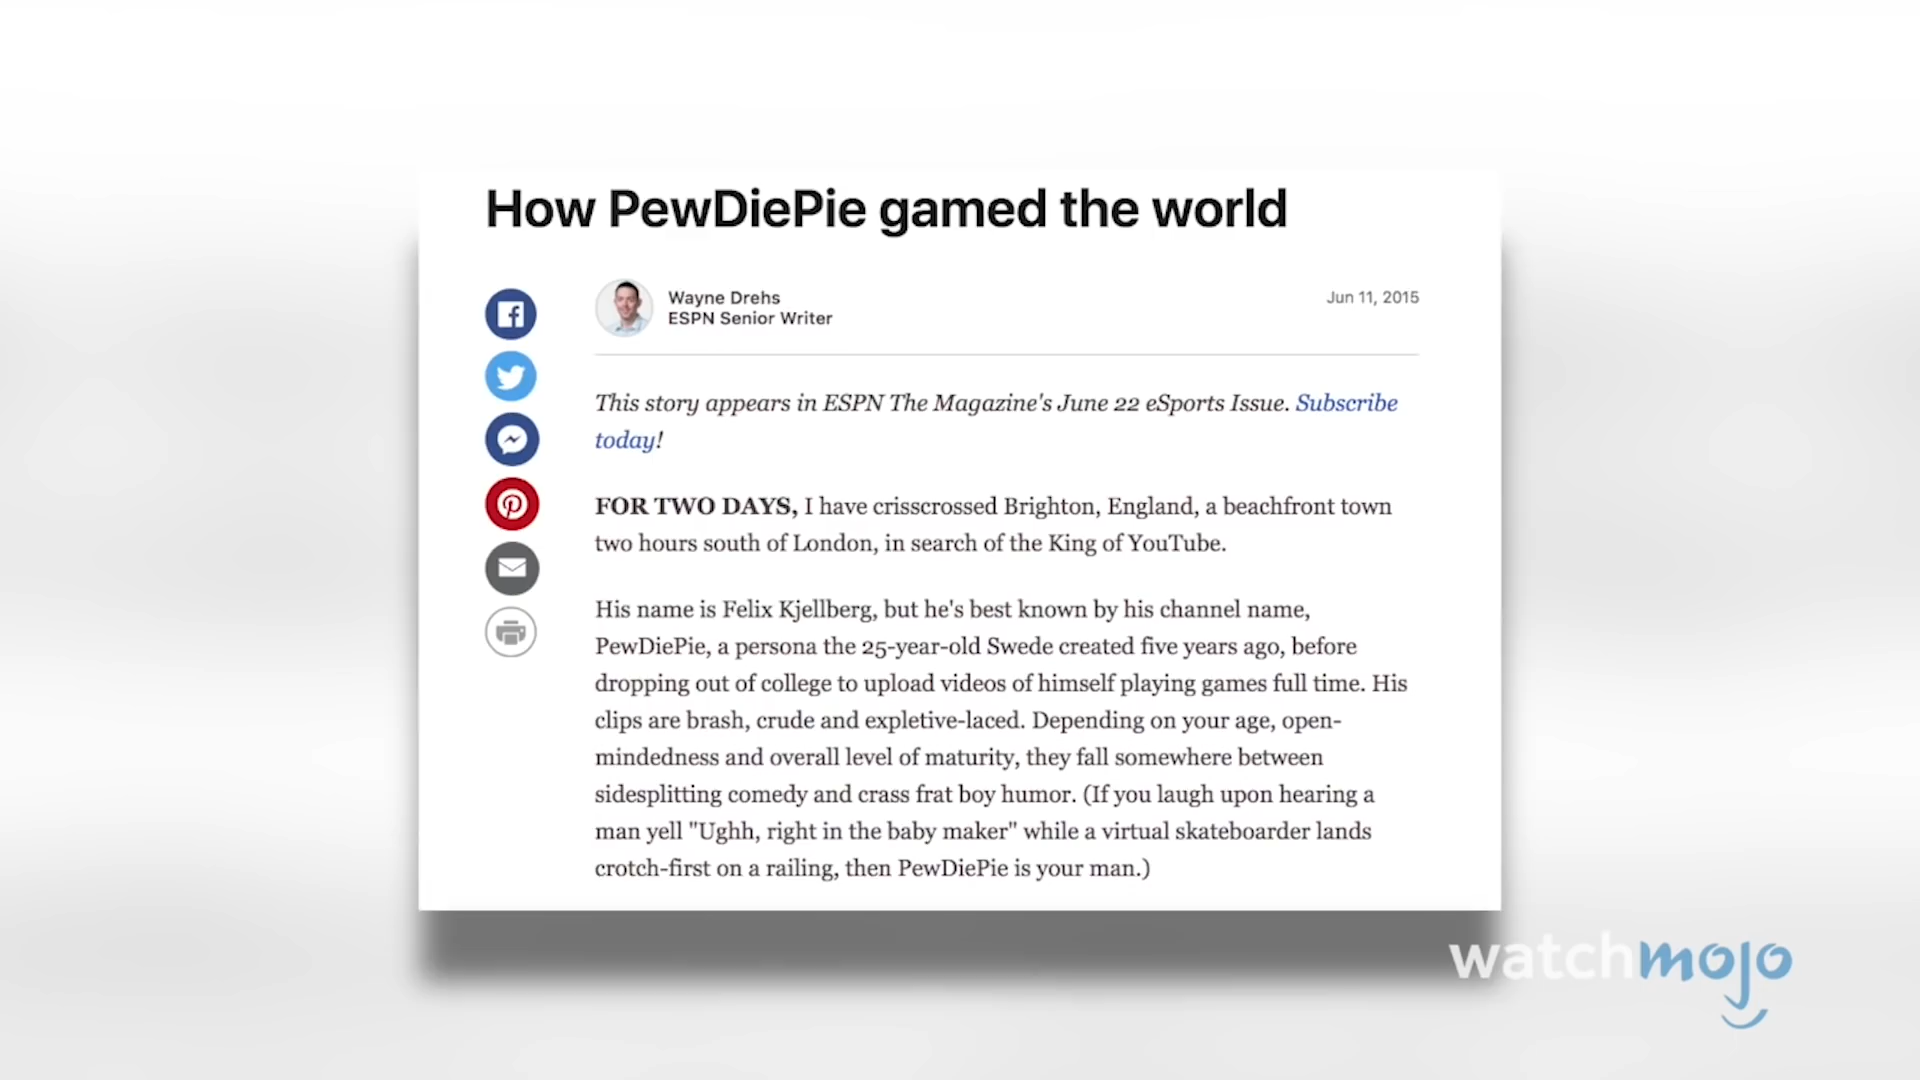 How PewDiePie gamed the world
Wayne Drehs
ESPN Senior Writer
Jun 11, 2015
This story appears in ESPN The Magazine's June 22 eSports Issue. Subscribe
today!
FOR TWO DAYS, I have crisscrossed Brighton, England, a beachfront town
two hours south of London, in search of the King of YouTube.
His name is Felix Kjellberg, but he's best known by his channel name,
PewDiePie, a persona the 25-year-old Swede created five years ago, before
dropping out of college to upload videos of himself playing games full time. His
clips are brash, crude and expletive-laced. Depending on your age, open-
mindedness and overall level of maturity, they fall somewhere between
sidesplitting comedy and crass frat boy humor. (If you laugh upon hearing a
man yell "Ughh, right in the baby maker" while a virtual skateboarder lands
crotch-first on a railing, then PewDiePie is your man.)
watchmojo